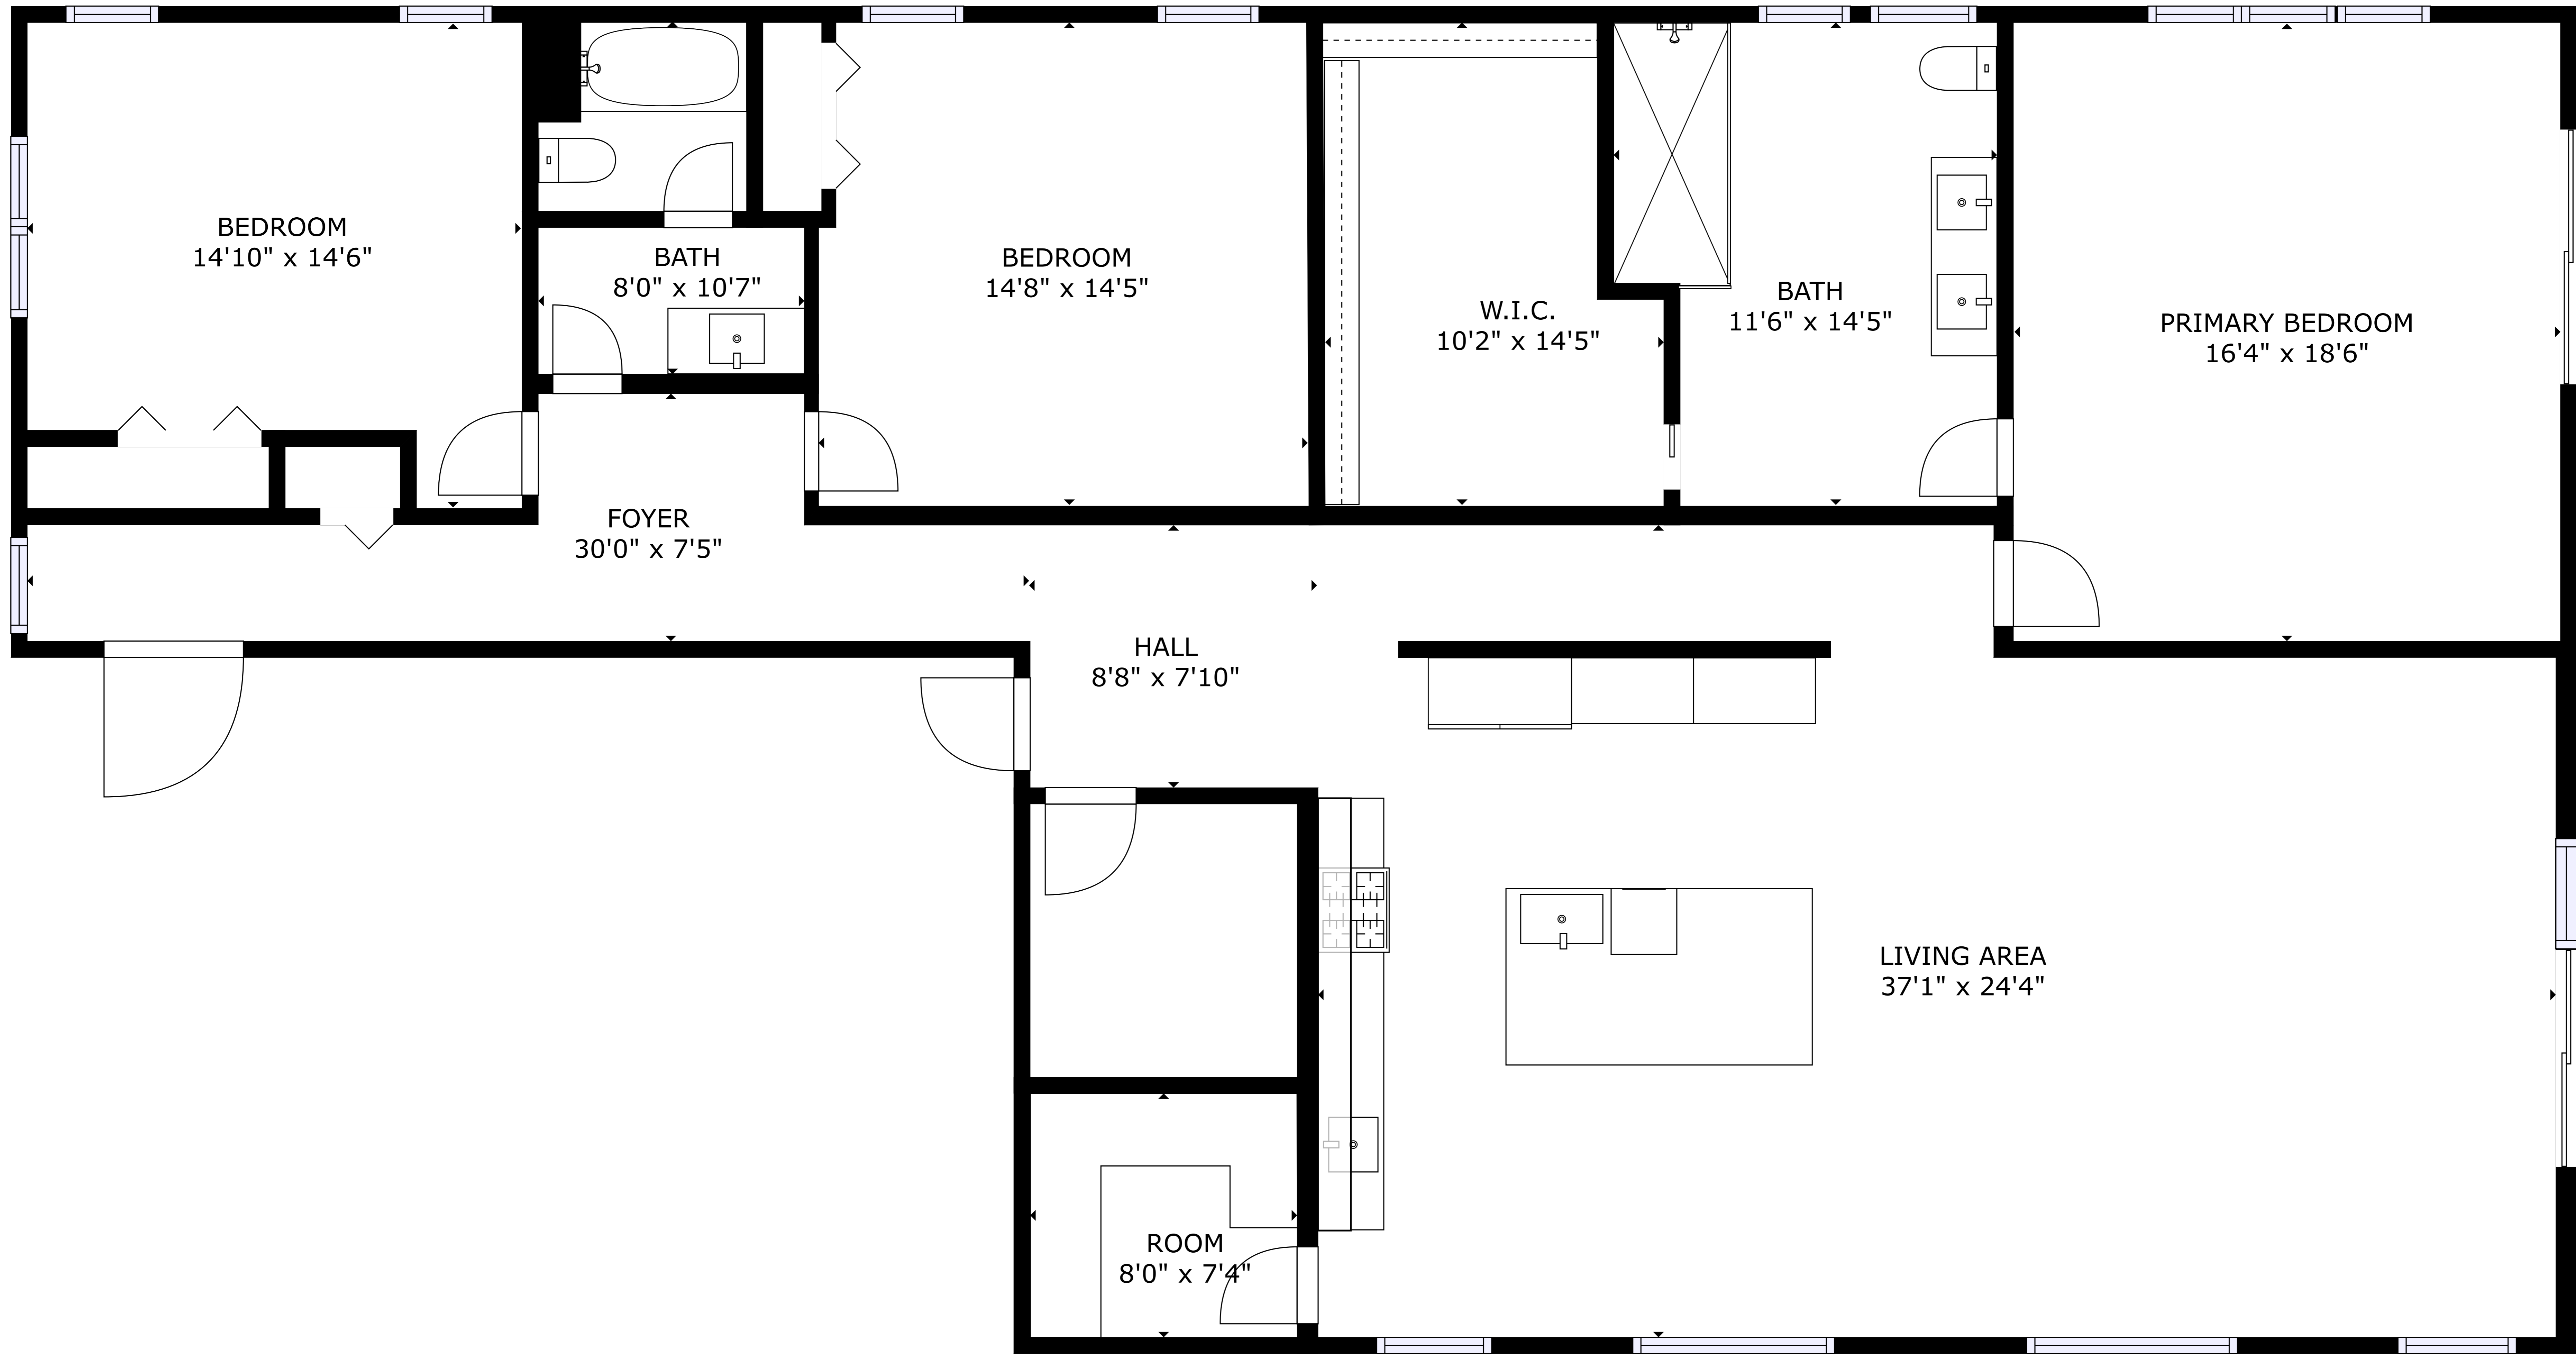 BEDROOM
14'10" x 14'6"
BATH
8'0" x 10'7"
BEDROOM
14'8" x 14'5"
W.I.C.
10'2" x 14'5"
BATH
11'6" x 14'5"
PRIMARY BEDROOM
16'4" x 18'6"
FOYER
30'0" x 7'5"
HALL
8'8" x 7'10"
LIVING AREA
37'1" x 24'4"
ROOM
8'0" x 7'4"